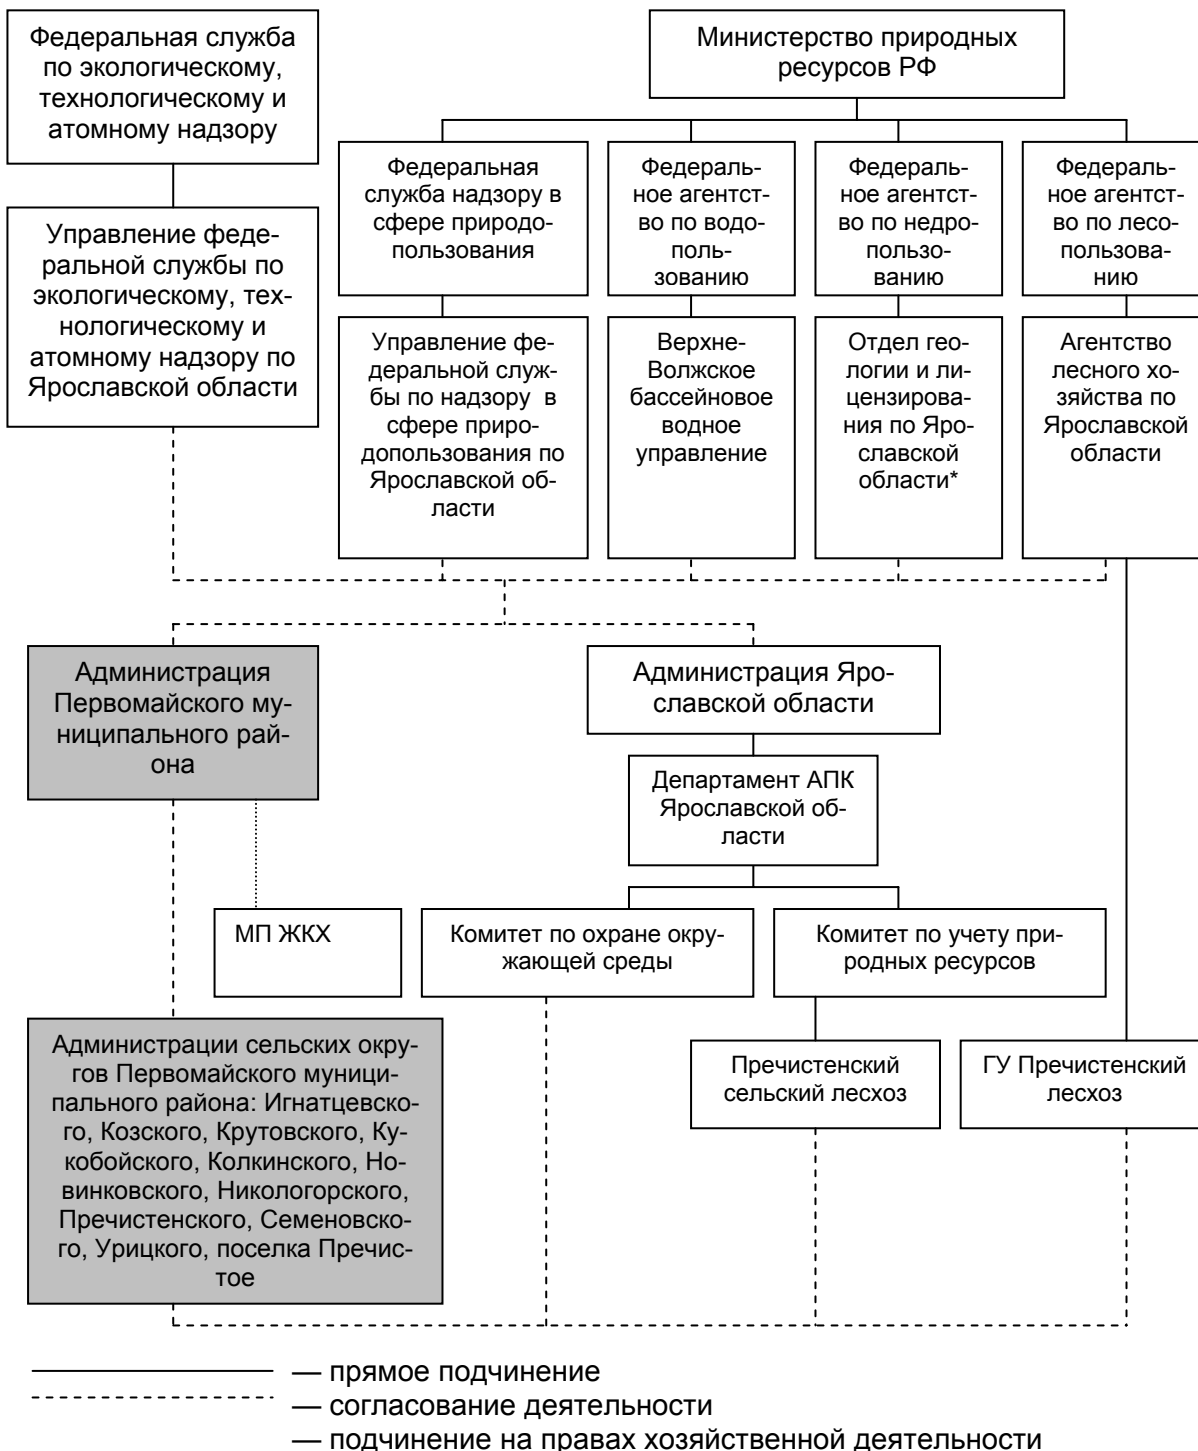 Федеральная служба
по экологическому,
технологическому и
атомному надзору
Министерство природных
ресурсов РФ
Федеральная
служба надзору в
сфере природо-
пользования
Федераль-
ное агентст-
во по водо-
поль-
зованию
Федераль-
ное агентст-
во по недро-
пользо-
ванию
Федераль-
ное агентст-
во по лесо-
пользова-
нию
Управление феде-
ральной службы по
экологическому, тех-
нологическому и
атомному надзору по
Ярославской области
Управление фе-
деральной служ-
бы по надзору в
сфере приро-
допользования по
Ярославской об-
ласти
Верхне-
Волжское
бассейновое
водное
управление
Отдел гео-
логии и ли-
цензирова-
ния по Яро-
славской
области*
Агентство
лесного хо-
зяйства по
Ярославской
области
Администрация
Первомайского му-
ниципального рай-
она
Администрация Яро-
славской области
Департамент АПК
Ярославской об-
ласти
МП ЖКХ
Комитет по охране окру-
жающей среды
Комитет по учету при-
родных ресурсов
Администрации сельских окру-
гов Первомайского муници-
пального района: Игнатцевско-
го, Козского, Крутовского, Ку-
кобойского, Колкинского, Но-
винковского, Никологорского,
Пречистенского, Семеновско-
го, Урицкого, поселка Пречис-
тое
Пречистенский
сельский лесхоз
ГУ Пречистенский
лесхоз
— прямое подчинение
— согласование деятельности
— подчинение на правах хозяйственной деятельности